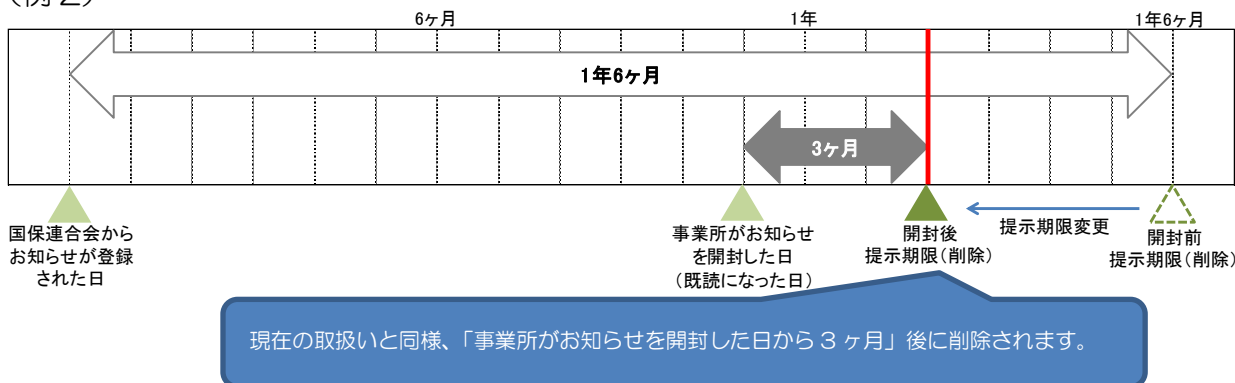 (例2)
6ヶ月 1年 1年6ヶ月
1年6ヶ月
3ヶ月
国保連合会から
お知らせが登録
された日
事業所がお知らせ
を開封した日
(既読になった日)
開封後
提示期限(削除)
提示期限変更
開封前
提示期限(削除)
現在の取扱いと同様、「事業所がお知らせを開封した日から3ヶ月」後に削除されます。